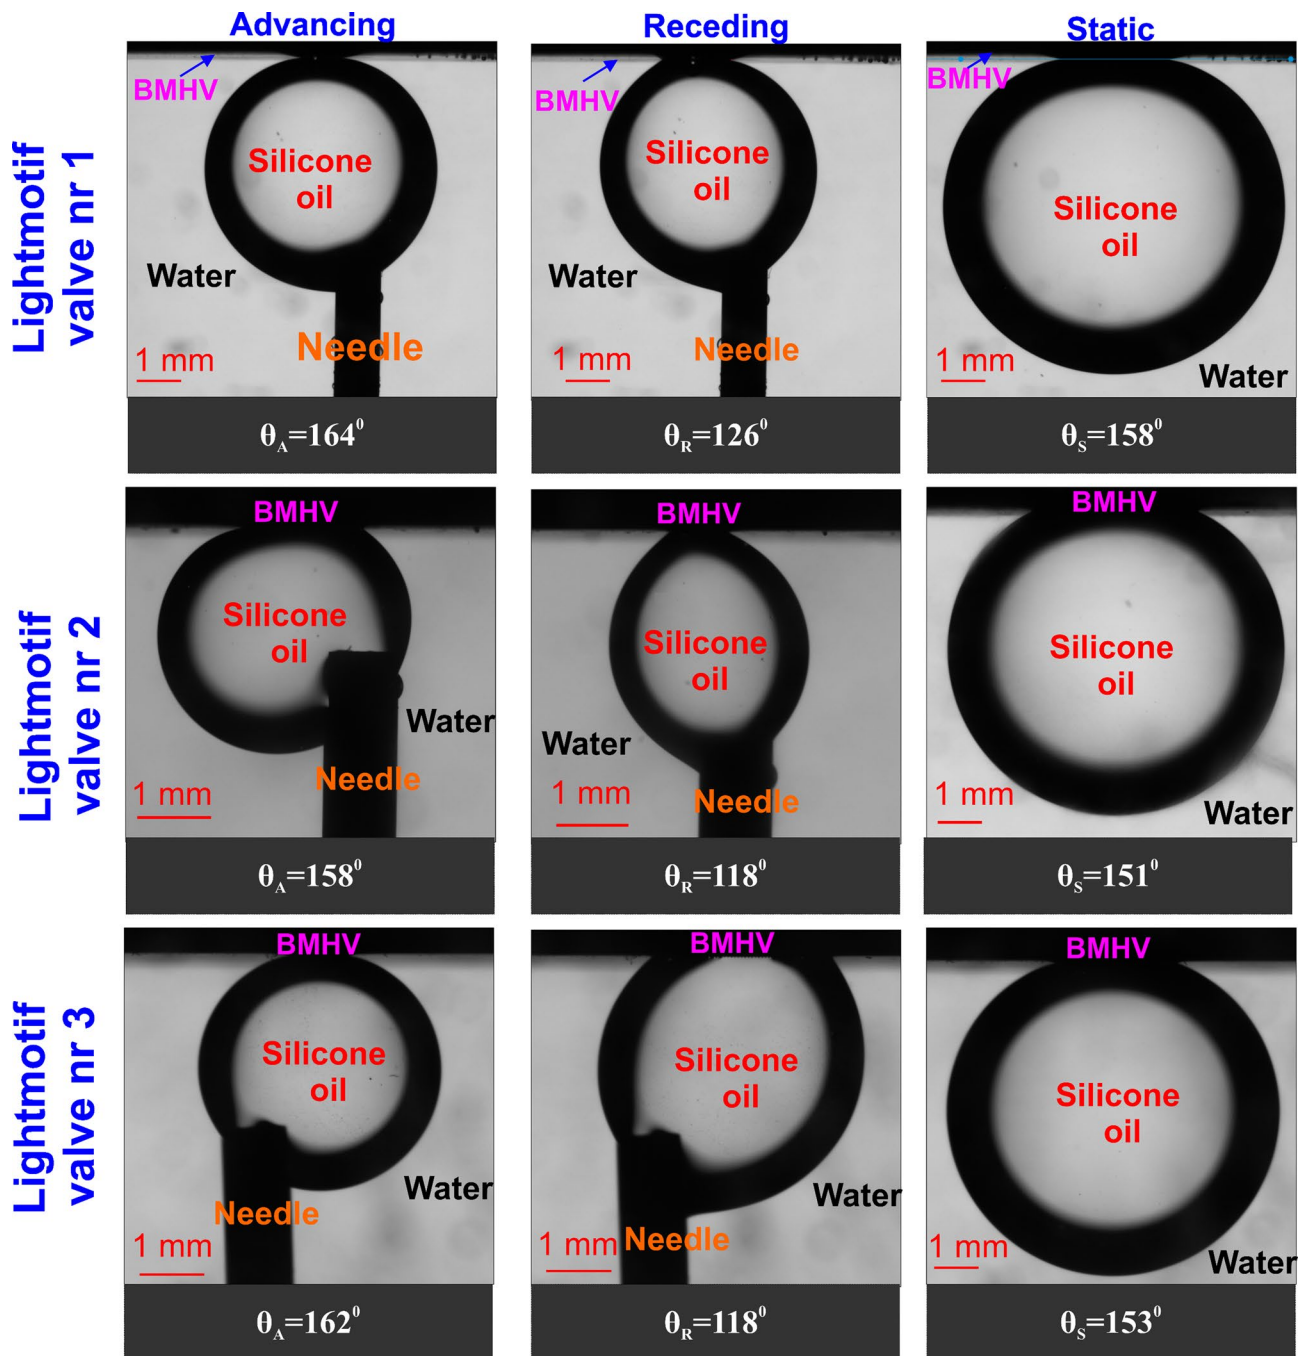 Advancing
Receding
Static
Lightmotif
valve nr 1
BMHV
Silicone
oil
Water
Needle
1 mm
θA=164⁰
BMHV
Silicone
oil
Water
Needle
1 mm
θR=126⁰
BMHV
Silicone
oil
Water
1 mm
θS=158⁰
Lightmotif
valve nr 2
BMHV
Silicone
oil
Water
Needle
1 mm
θA=158⁰
BMHV
Silicone
oil
Water
Needle
1 mm
θR=118⁰
BMHV
Silicone
oil
Water
1 mm
θS=151⁰
Lightmotif
valve nr 3
BMHV
Silicone
oil
Water
Needle
1 mm
θA=162⁰
BMHV
Silicone
oil
Water
Needle
1 mm
θR=118⁰
BMHV
Silicone
oil
Water
1 mm
θS=153⁰